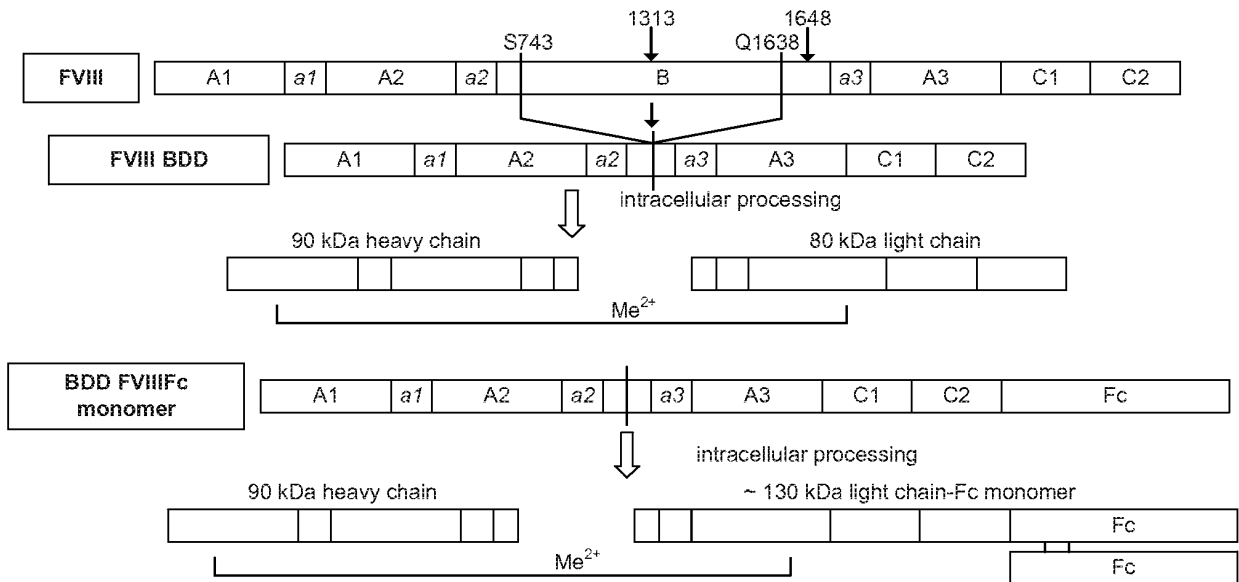 1313 1648
S743 Q1638
FVIII A1 a1 A2 a2 B a3 A3 C1 C2
FVIII BDD A1 a1 A2 a2 a3 A3 C1 C2
intracellular processing
90 kDa heavy chain 80 kDa light chain
Me2+
BDD FVIIIFc
monomer
A1 a1 A2 a2 a3 A3 C1 C2 Fc
intracellular processing
90 kDa heavy chain ~ 130 kDa light chain-Fc monomer
Fc
Me2+
Fc